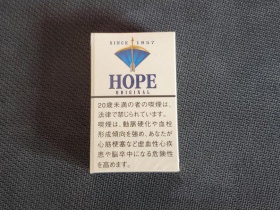 SINCE 1957
HOPE
ORIGINAL
20歳未満の者の喫煙は、
法律で禁じられています。
喫煙は、動脈硬化や血栓
形成傾向を強め、あなたが
心筋梗塞など虚血性心疾
患や脳卒中になる危険性
を高めます。